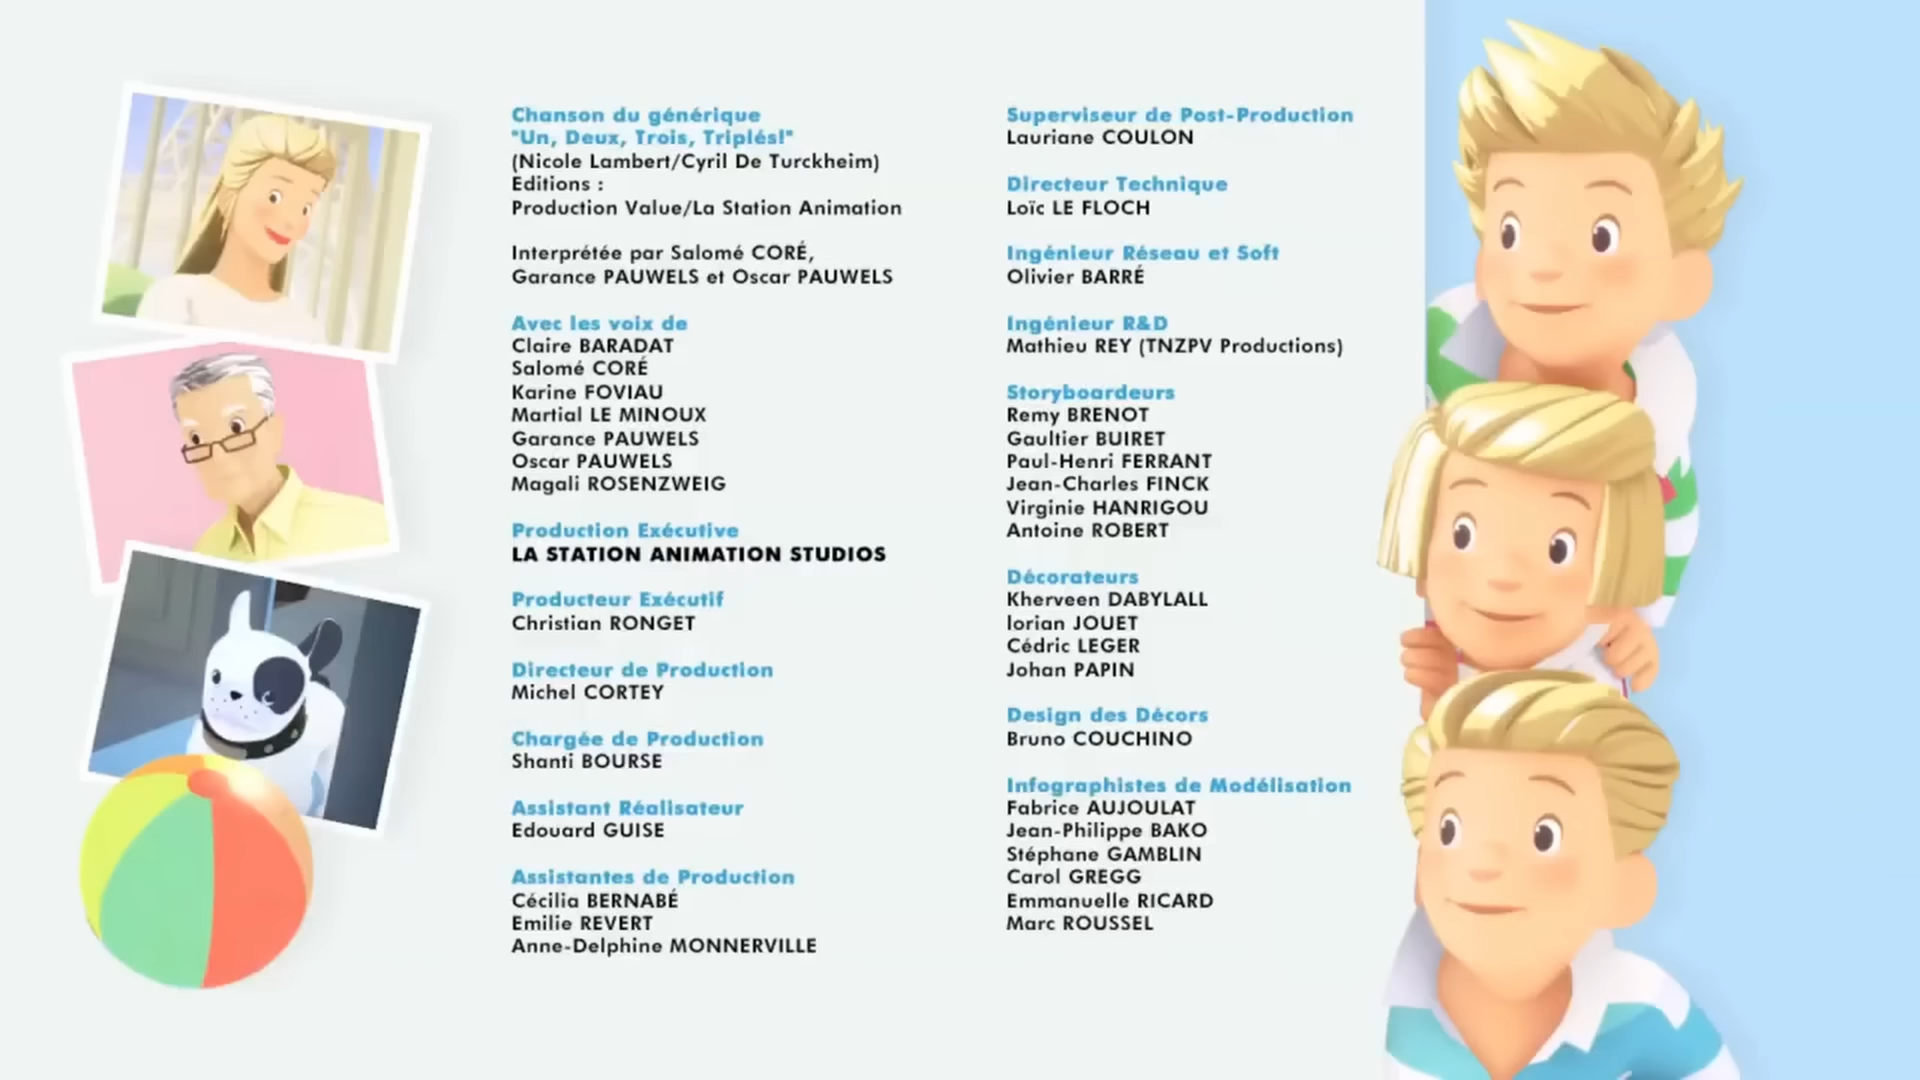 Chanson du générique
"Un, Deux, Trois, Triplés!"
(Nicole Lambert/Cyril De Turckheim)
Editions :
Production Value/La Station Animation
Interprétée par Salomé CORÉ,
Garance PAUWELS et Oscar PAUWELS
Avec les voix de
Claire BARADAT
Salomé CORÉ
Karine FOVIAU
Martial LE MINOUX
Garance PAUWELS
Oscar PAUWELS
Magali ROSENZWEIG
Production Exécutive
LA STATION ANIMATION STUDIOS
Producteur Exécutif
Christian RONGET
Directeur de Production
Michel CORTEY
Chargée de Production
Shanti BOURSE
Assistant Réalisateur
Edouard GUISE
Assistantes de Production
Cécilia BERNABÉ
Emilie REVERT
Anne-Delphine MONNERVILLE
Superviseur de Post-Production
Lauriane COULON
Directeur Technique
Loïc LE FLOCH
Ingénieur Réseau et Soft
Olivier BARRÉ
Ingénieur R&D
Mathieu REY (TNZPV Productions)
Storyboardeurs
Remy BRENOT
Gaultier BUIRET
Paul-Henri FERRANT
Jean-Charles FINCK
Virginie HANRIGOU
Antoine ROBERT
Décorateurs
Kherveen DABYLALL
lorian JOUET
Cédric LEGER
Johan PAPIN
Design des Décors
Bruno COUCHINO
Infographistes de Modélisation
Fabrice AUJOULAT
Jean-Philippe BAKO
Stéphane GAMBLIN
Carol GREGG
Emmanuelle RICARD
Marc ROUSSEL